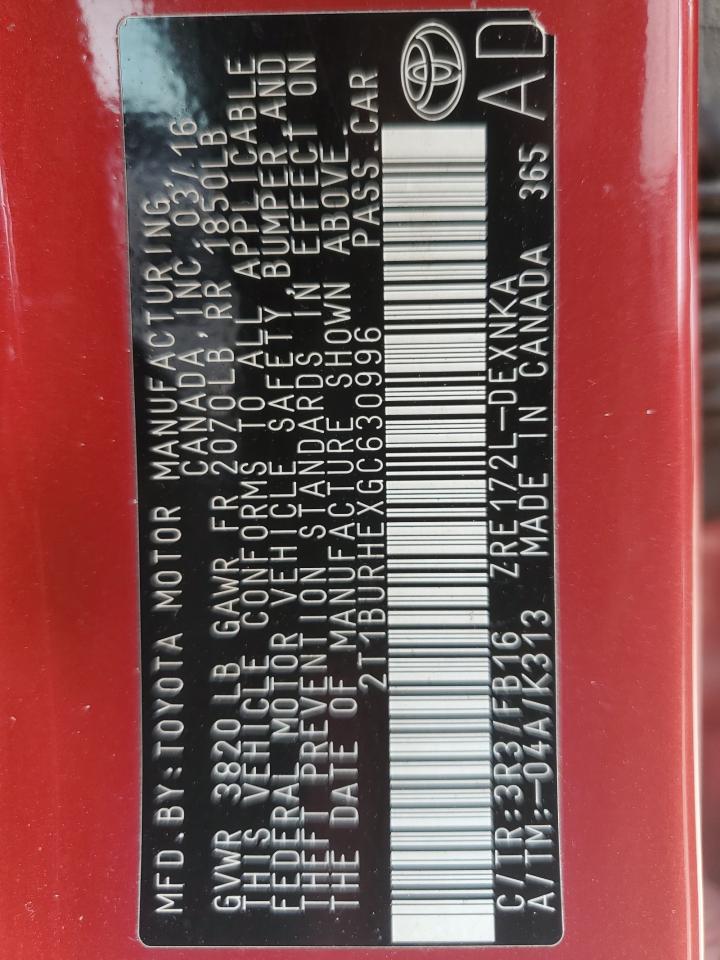 MFD.BY:TOYOTA MOTOR MANUFACTURING
CANADA, INC. 03/16
GVWR 3820LB GAWR FR 2070LB, RR 1850LB
THIS VEHICLE CONFORMS TO ALL APPLICABLE
FEDERAL MOTOR VEHICLE SAFETY, BUMPER AND
THEFT PREVENTION STANDARDS IN EFFECT ON
THE DATE OF MANUFACTURE SHOWN ABOVE.
2T1BURHEXGC630996 PASS.CAR
C/TR:3R3/FB16 ZRE172L-DEXNKA
A/TM:-04A/K313 MADE IN CANADA 365
AD